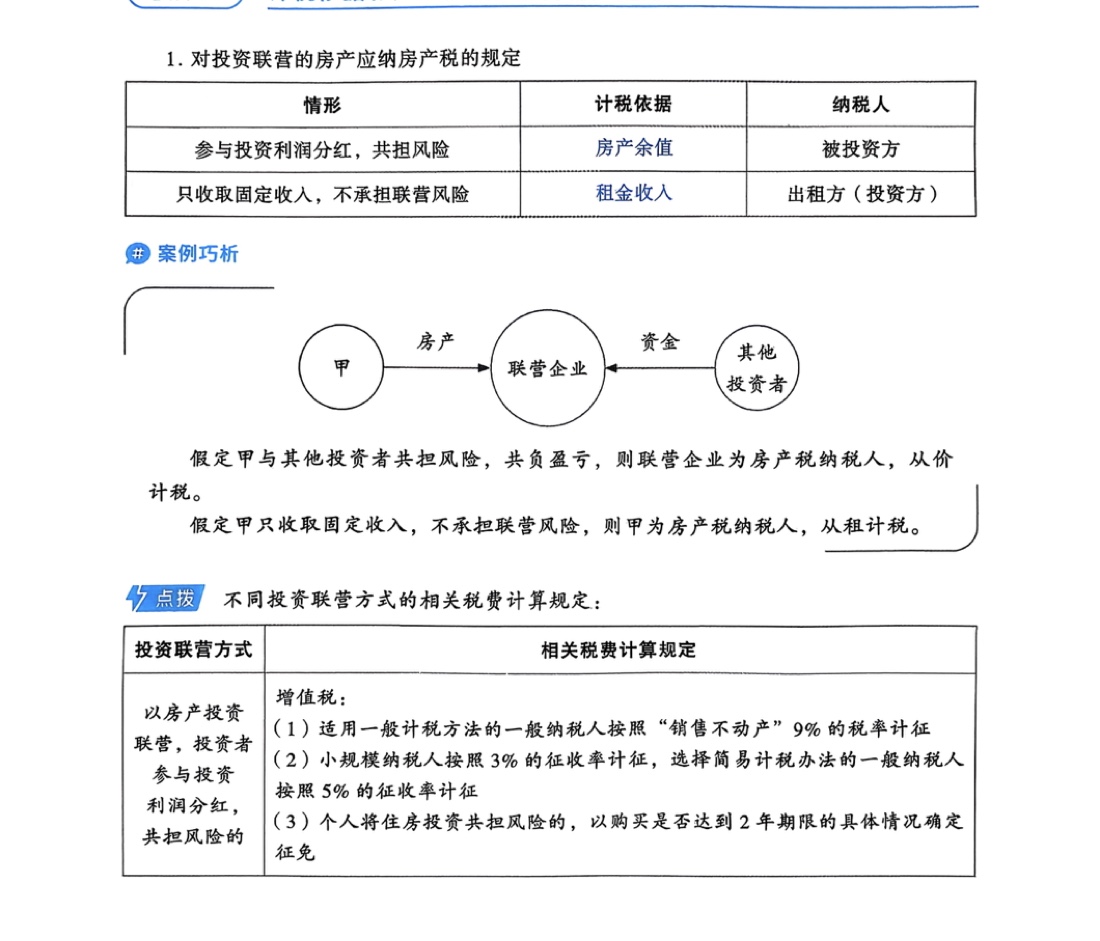 1. 对投资联营的房产应纳房产税的规定
情形 计税依据 纳税人
参与投资利润分红，共担风险 房产余值 被投资方
只收取固定收入，不承担联营风险 租金收入 出租方（投资方）
# 案例巧析
甲
房产
联营企业
资金
其他
投资者
假定甲与其他投资者共担风险，共负盈亏，则联营企业为房产税纳税人，从价
计税。
假定甲只收取固定收入，不承担联营风险，则甲为房产税纳税人，从租计税。
点拨 不同投资联营方式的相关税费计算规定：
投资联营方式 相关税费计算规定
以房产投资
联营，投资者
参与投资
利润分红，
共担风险的
增值税：
（1）适用一般计税方法的一般纳税人按照“销售不动产”9% 的税率计征
（2）小规模纳税人按照 3% 的征收率计征，选择简易计税办法的一般纳税人
按照 5% 的征收率计征
（3）个人将住房投资共担风险的，以购买是否达到 2 年期限的具体情况确定
征免